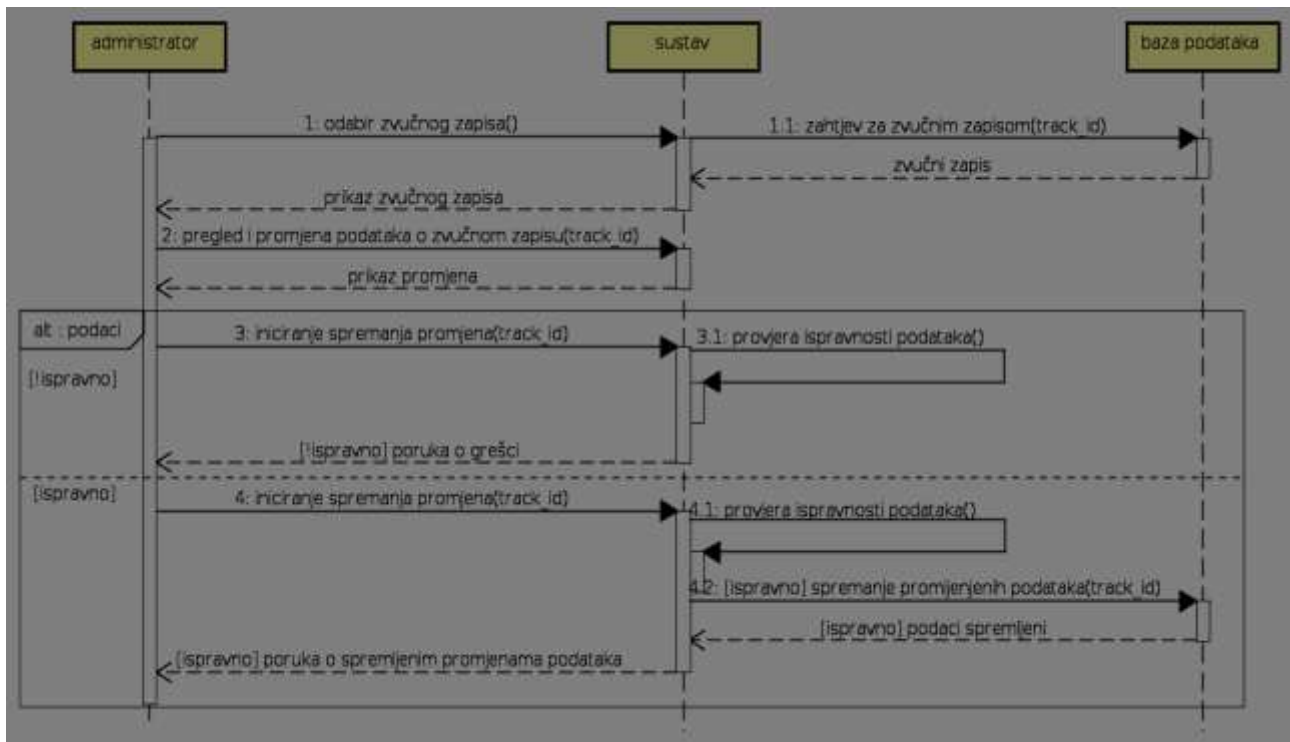 administrator
sustav
baza podataka
1: odabir zvučnog zapisa()
1.1: zahtjev za zvučnim zapisom(track_id)
zvučni zapis
prikaz zvučnog zapisa
2: pregled i promjena podataka o zvučnom zapisu(track_id)
prikaz promjena
alt : podaci
3: iniciranje spremanja promjena(track_id)
3.1: provjera ispravnosti podataka()
[!ispravno]
[!ispravno] poruka o grešci
[ispravno]
4: iniciranje spremanja promjena(track_id)
4.1: provjera ispravnosti podataka()
4.2: [ispravno] spremanje promijenjenih podataka(track_id)
[ispravno] podaci spremljeni
[ispravno] poruka o spremljenim promjenama podataka